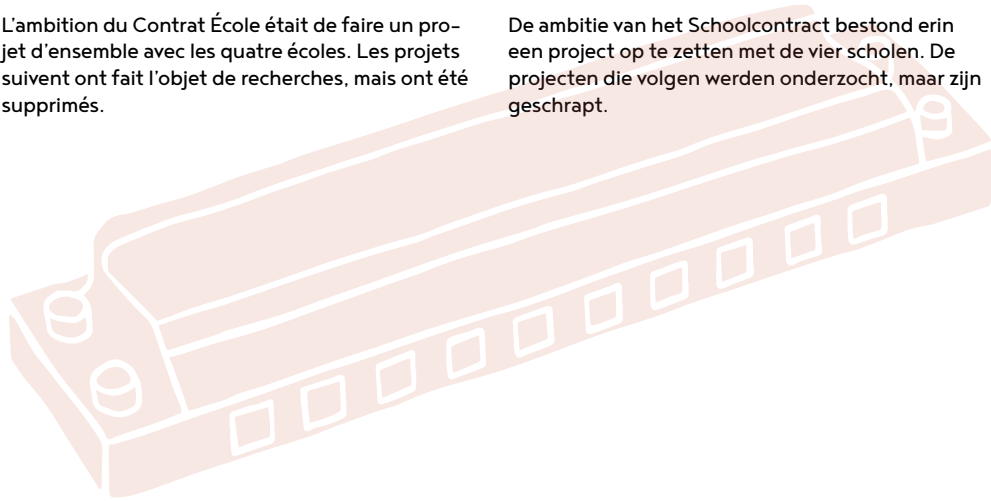 L’ambition du Contrat École était de faire un pro-
jet d’ensemble avec les quatre écoles. Les projets
suivent ont fait l’objet de recherches, mais ont été
supprimés.
De ambitie van het Schoolcontract bestond erin
een project op te zetten met de vier scholen. De
projecten die volgen werden onderzocht, maar zijn
geschrapt.